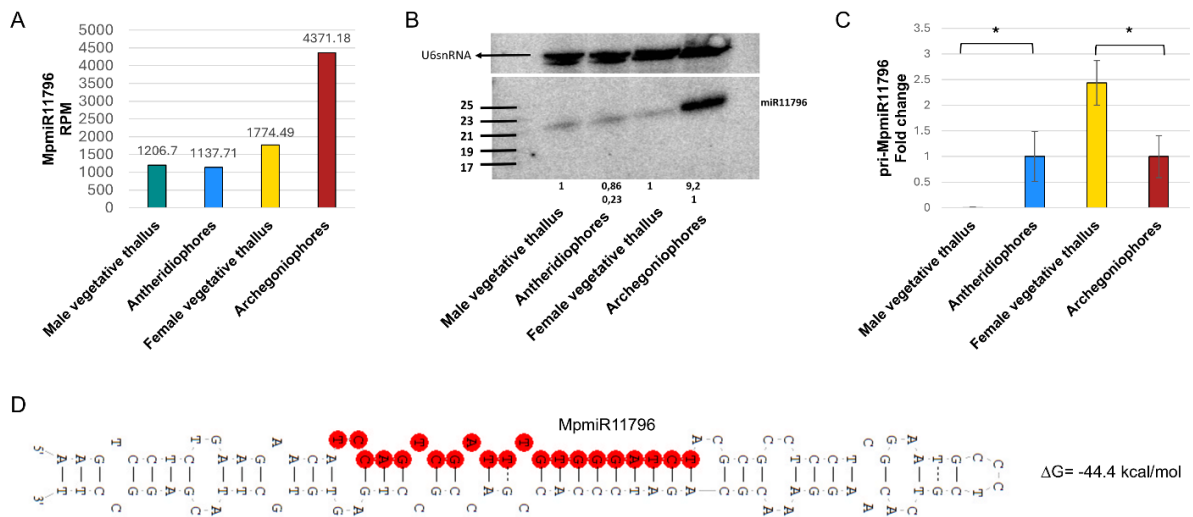 A
MpmiR11796
RPM
5000
4500
4000
3500
3000
2500
2000
1500
1000
500
0
1206.7
1137.71
1774.49
4371.18
Male vegetative thallus
Antheridiophores
Female vegetative thallus
Archegoniophores
B
U6snRNA
25
23
21
19
17
miR11796
1 0,86 1 9,2
0,23 1
Male vegetative thallus
Antheridiophores
Female vegetative thallus
Archegoniophores
C
pri-MpmiR11796
Fold change
3.5
3
2.5
2
1.5
1
0.5
0
* *
Male vegetative thallus
Antheridiophores
Female vegetative thallus
Archegoniophores
D
MpmiR11796
5'
3'
ΔG= -44.4 kcal/mol